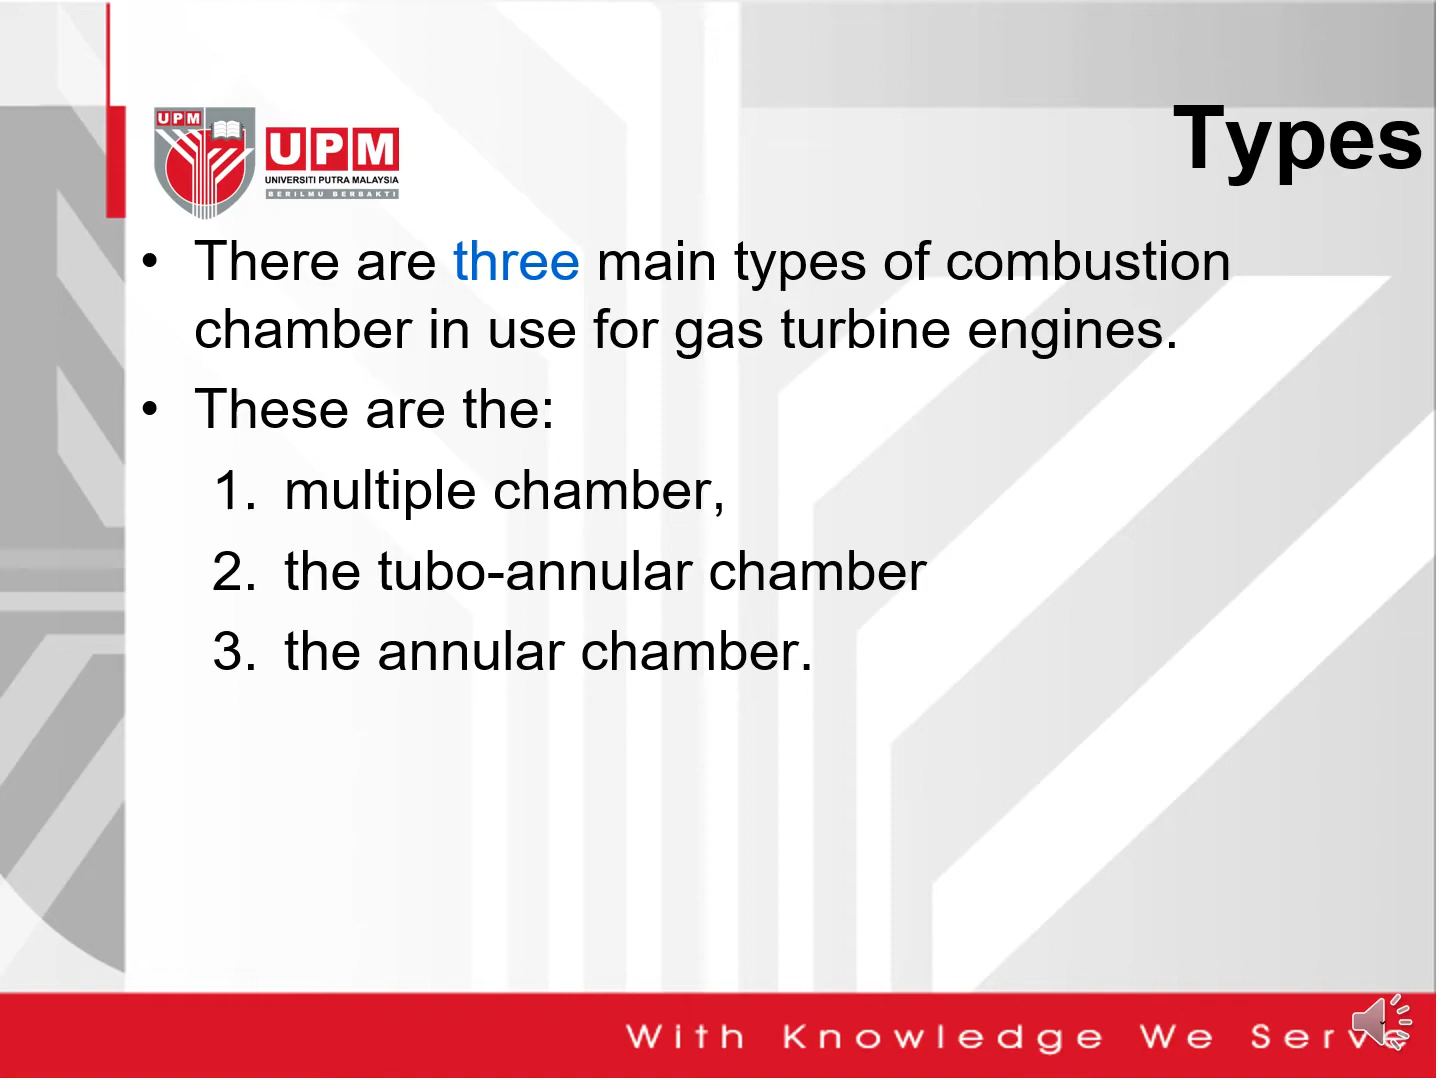 Types
UPM
UPM
UNIVERSITI PUTRA MALAYSIA
BERILMU BERBAKTI
• There are three main types of combustion
chamber in use for gas turbine engines.
• These are the:
1. multiple chamber,
2. the tubo-annular chamber
3. the annular chamber.
With Knowledge We Serve